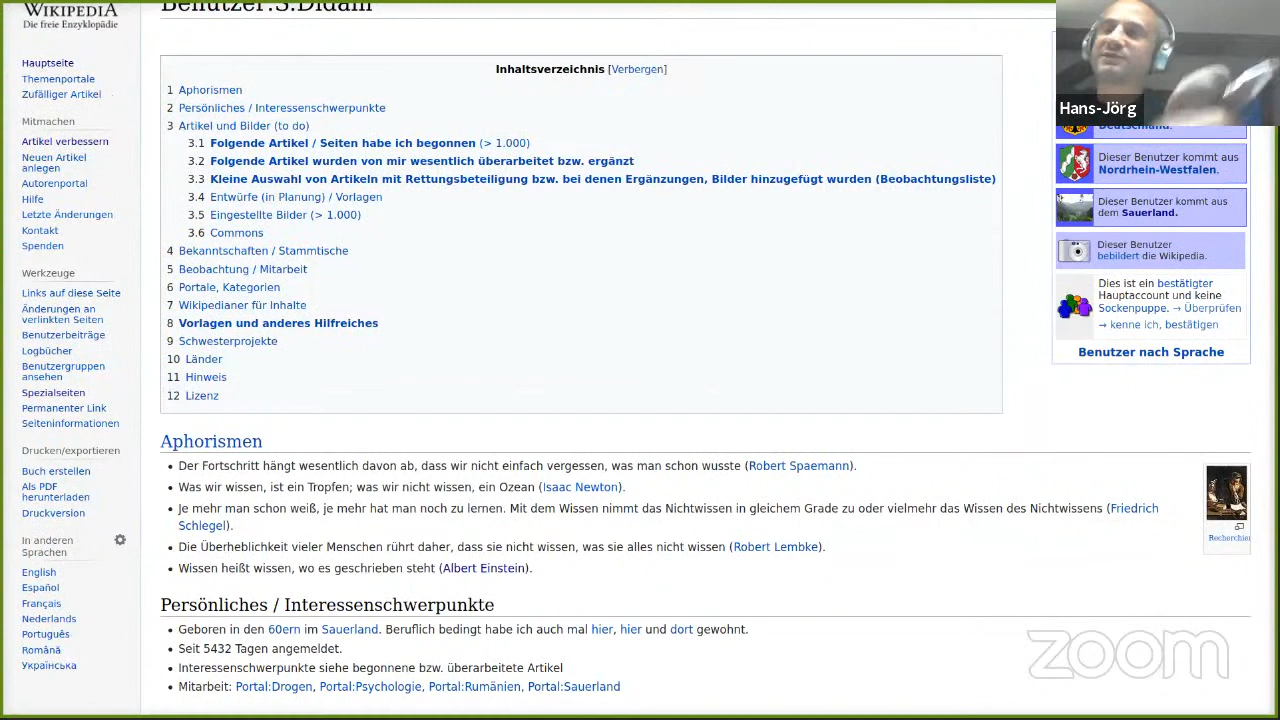 WIKIPEDIA
Die freie Enzyklopädie
Hauptseite
Themenportale
Zufälliger Artikel
Mitmachen
Artikel verbessern
Neuen Artikel
anlegen
Autorenportal
Hilfe
Letzte Änderungen
Kontakt
Spenden
Werkzeuge
Links auf diese Seite
Änderungen an
verlinkten Seiten
Benutzerbeiträge
Logbücher
Benutzergruppen
ansehen
Spezialseiten
Permanenter Link
Seiteninformationen
Drucken/exportieren
Buch erstellen
Als PDF
herunterladen
Druckversion
In anderen
Sprachen
English
Español
Français
Nederlands
Português
Română
Українська
Benutzer:S.Didam
Inhaltsverzeichnis [Verbergen]
1 Aphorismen
2 Persönliches / Interessenschwerpunkte
3 Artikel und Bilder (to do)
3.1 Folgende Artikel / Seiten habe ich begonnen (> 1.000)
3.2 Folgende Artikel wurden von mir wesentlich überarbeitet bzw. ergänzt
3.3 Kleine Auswahl von Artikeln mit Rettungsbeteiligung bzw. bei denen Ergänzungen, Bilder hinzugefügt wurden (Beobachtungsliste)
3.4 Entwürfe (in Planung) / Vorlagen
3.5 Eingestellte Bilder (> 1.000)
3.6 Commons
4 Bekanntschaften / Stammtische
5 Beobachtung / Mitarbeit
6 Portale, Kategorien
7 Wikipedianer für Inhalte
8 Vorlagen und anderes Hilfreiches
9 Schwesterprojekte
10 Länder
11 Hinweis
12 Lizenz
Aphorismen
• Der Fortschritt hängt wesentlich davon ab, dass wir nicht einfach vergessen, was man schon wusste (Robert Spaemann).
• Was wir wissen, ist ein Tropfen; was wir nicht wissen, ein Ozean (Isaac Newton).
• Je mehr man schon weiß, je mehr hat man noch zu lernen. Mit dem Wissen nimmt das Nichtwissen in gleichem Grade zu oder vielmehr das Wissen des Nichtwissens (Friedrich
Schlegel).
• Die Überheblichkeit vieler Menschen rührt daher, dass sie nicht wissen, was sie alles nicht wissen (Robert Lembke).
• Wissen heißt wissen, wo es geschrieben steht (Albert Einstein).
Persönliches / Interessenschwerpunkte
• Geboren in den 60ern im Sauerland. Beruflich bedingt habe ich auch mal hier, hier und dort gewohnt.
• Seit 5432 Tagen angemeldet.
• Interessenschwerpunkte siehe begonnene bzw. überarbeitete Artikel
• Mitarbeit: Portal:Drogen, Portal:Psychologie, Portal:Rumänien, Portal:Sauerland
Hans-Jörg
Deutschland.
Dieser Benutzer kommt aus
Nordrhein-Westfalen.
Dieser Benutzer kommt aus
dem Sauerland.
Dieser Benutzer
bebildert die Wikipedia.
Dies ist ein bestätigter
Hauptaccount und keine
Sockenpuppe. → Überprüfen
→ kenne ich, bestätigen
Benutzer nach Sprache
Recherchier
zoom